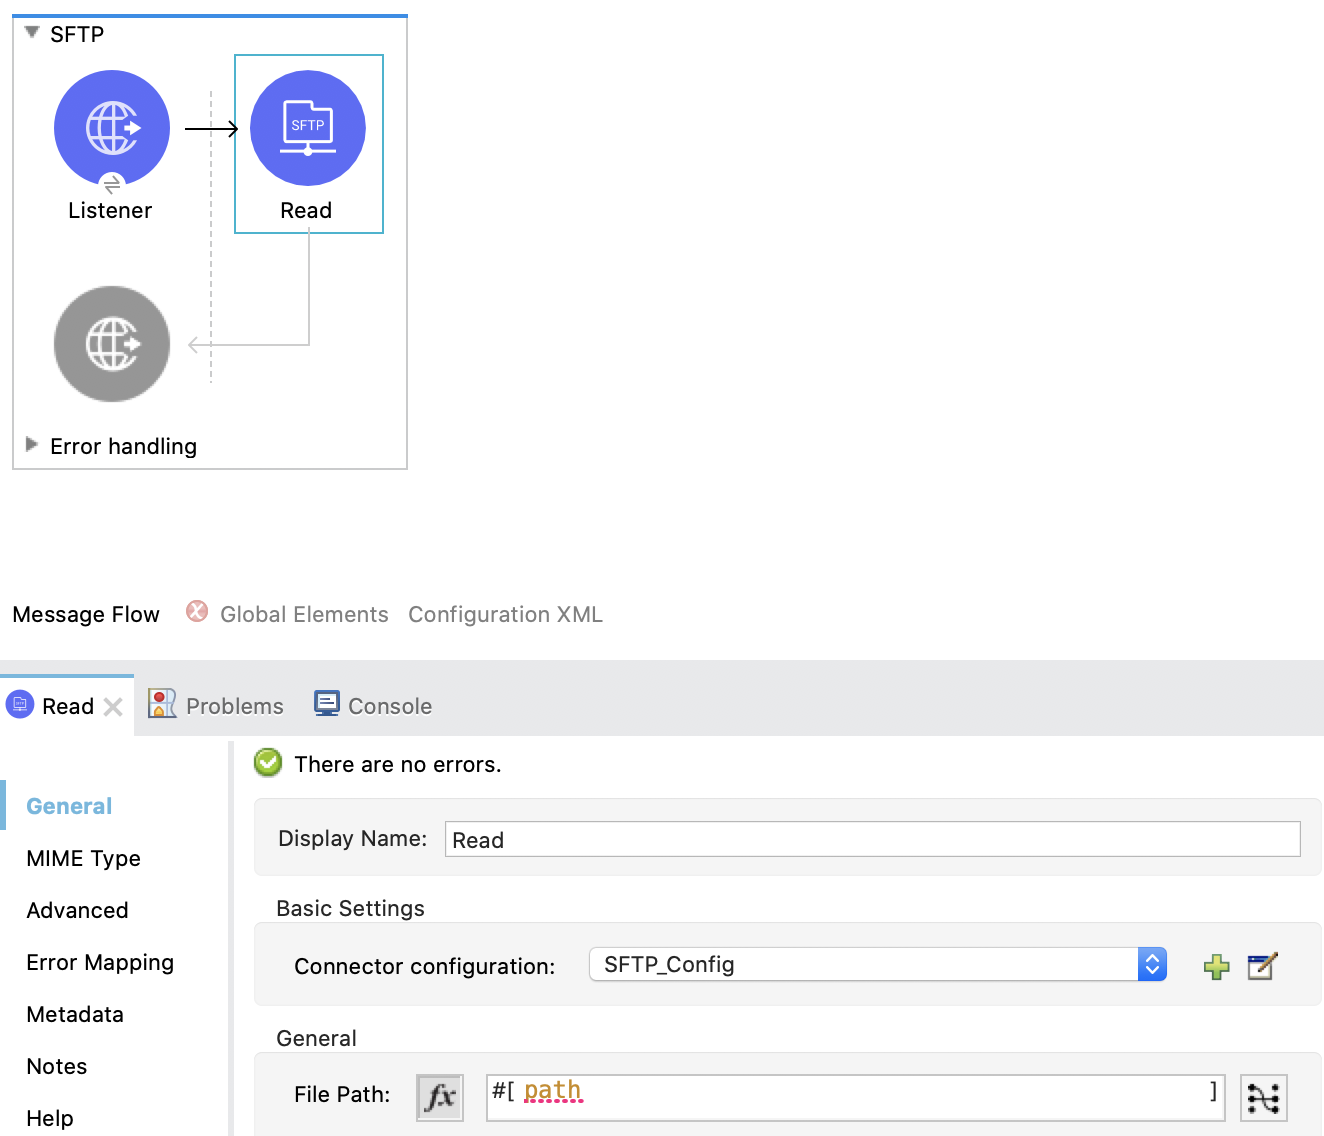 SFTP
SFTP
Listener
Read
Error handling
Message Flow Global Elements Configuration XML
Read Problems Console
There are no errors.
General
MIME Type
Advanced
Error Mapping
Metadata
Notes
Help
Display Name: Read
Basic Settings
Connector configuration: SFTP_Config
General
File Path: fx #[ path ]